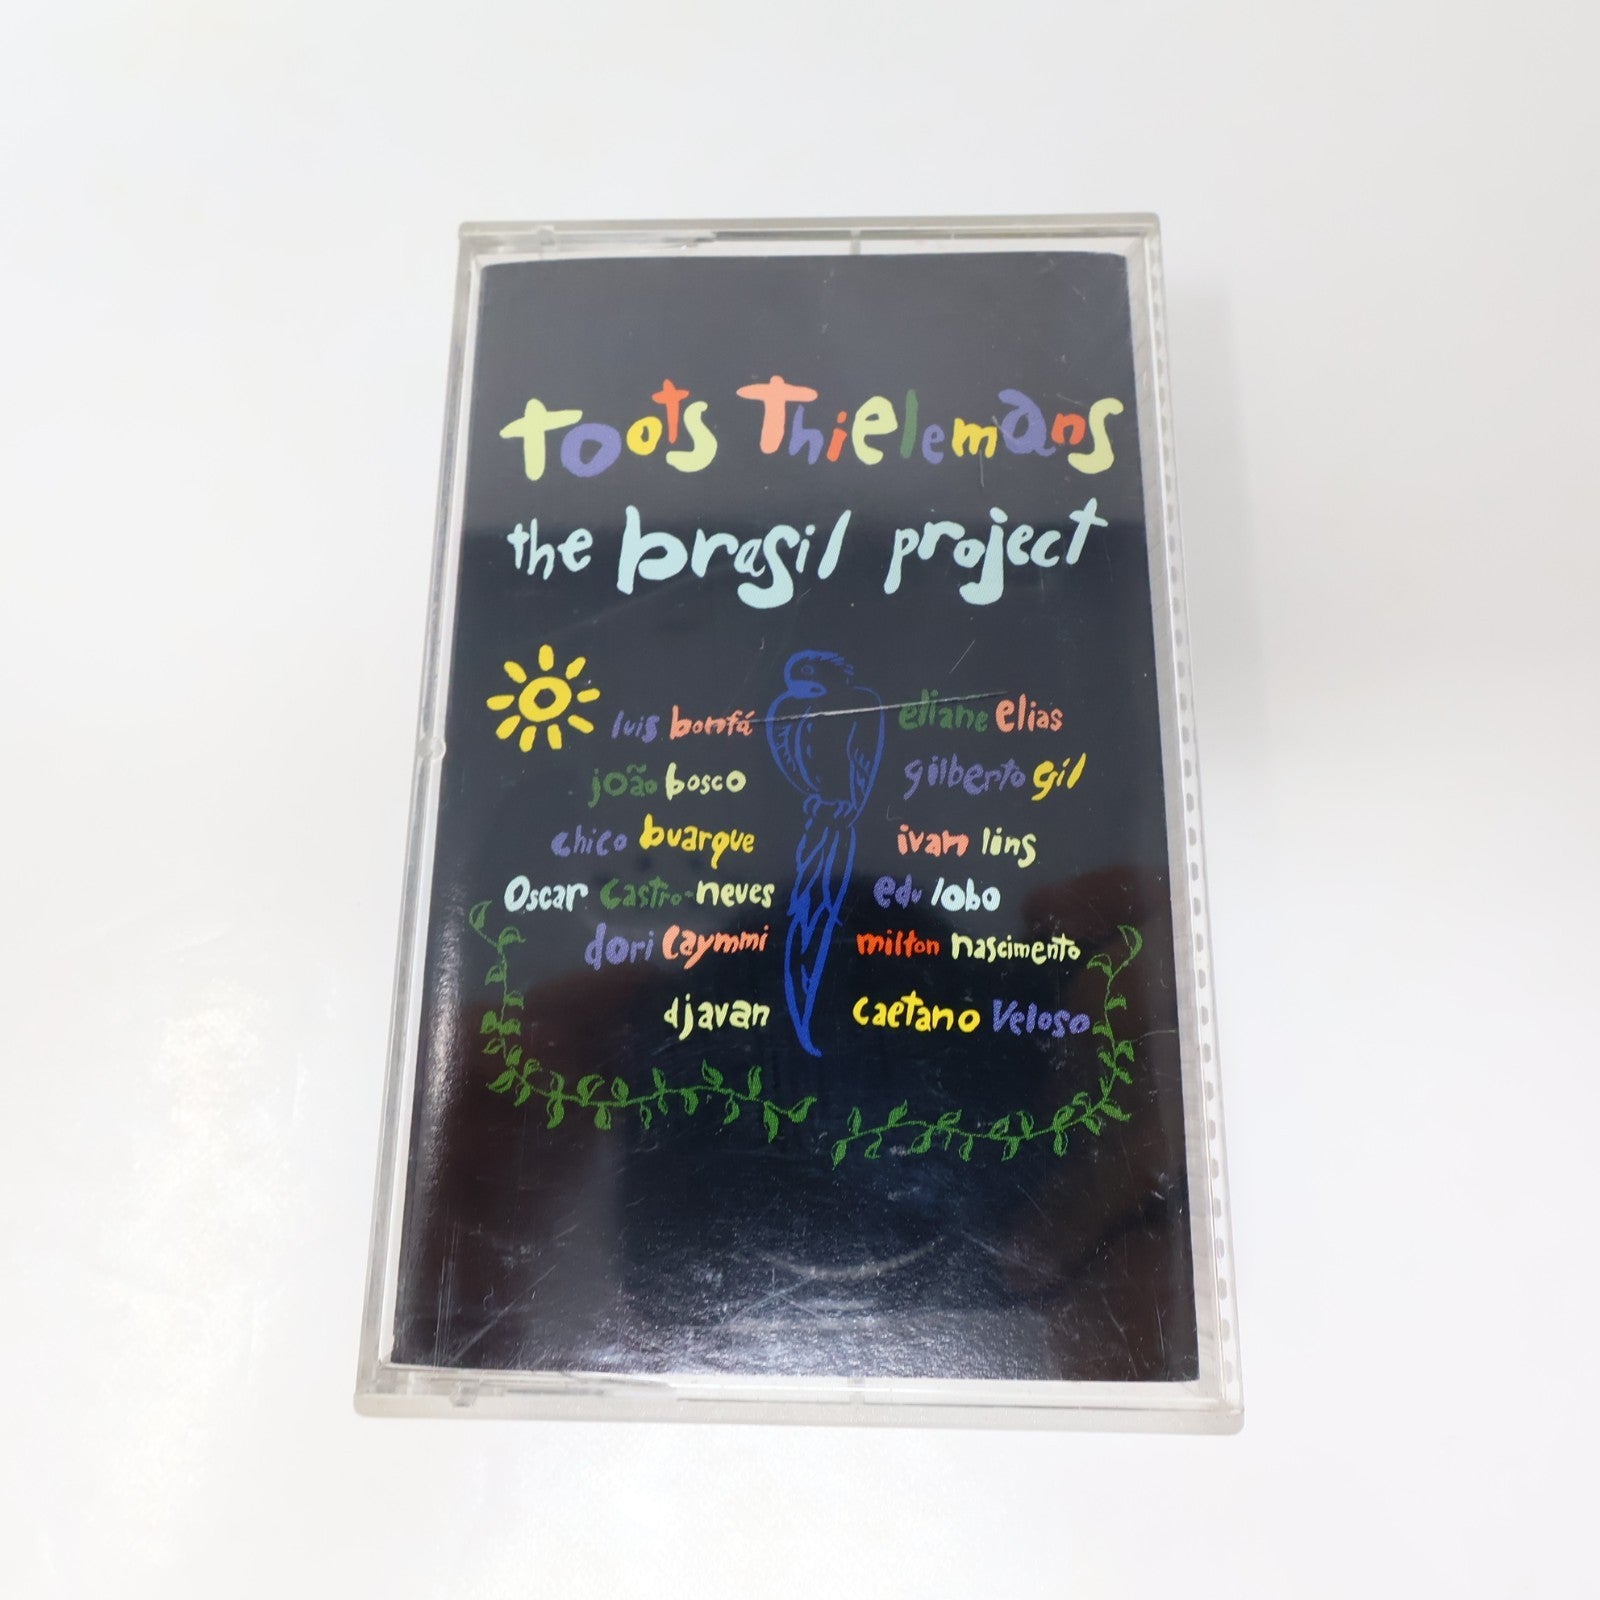 toots Thielemans
the brasil project
luis bonfá
joão bosco
chico buarque
Oscar Castro-neves
dori Caymmi
djavan
eliane elias
gilberto gil
ivan lins
edu lobo
milton nascimento
caetano Veloso